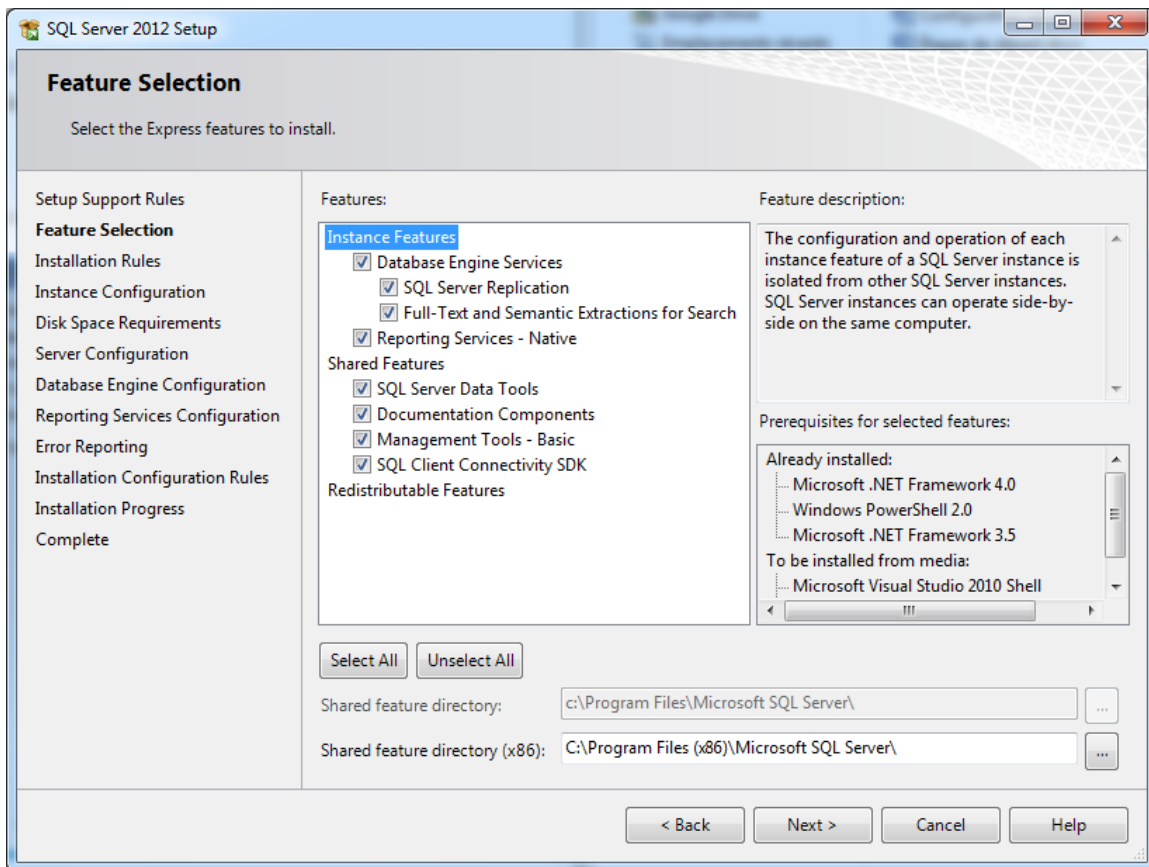 SQL Server 2012 Setup
Feature Selection
Select the Express features to install.
Setup Support Rules
Feature Selection
Installation Rules
Instance Configuration
Disk Space Requirements
Server Configuration
Database Engine Configuration
Reporting Services Configuration
Error Reporting
Installation Configuration Rules
Installation Progress
Complete
Features:
Instance Features
Database Engine Services
SQL Server Replication
Full-Text and Semantic Extractions for Search
Reporting Services - Native
Shared Features
SQL Server Data Tools
Documentation Components
Management Tools - Basic
SQL Client Connectivity SDK
Redistributable Features
Feature description:
The configuration and operation of each
instance feature of a SQL Server instance is
isolated from other SQL Server instances.
SQL Server instances can operate side-by-
side on the same computer.
Prerequisites for selected features:
Already installed:
Microsoft .NET Framework 4.0
Windows PowerShell 2.0
Microsoft .NET Framework 3.5
To be installed from media:
Microsoft Visual Studio 2010 Shell
Select All
Unselect All
Shared feature directory:
c:\Program Files\Microsoft SQL Server\
...
Shared feature directory (x86):
C:\Program Files (x86)\Microsoft SQL Server\
...
< Back
Next >
Cancel
Help